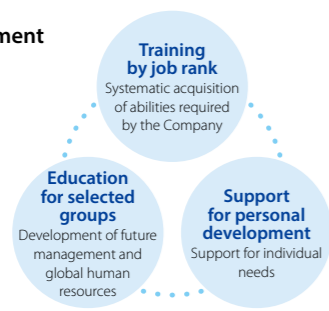 ment
Training
by job rank
Systematic acquisition
of abilities required
by the Company
Education
for selected
groups
Development of future
management and
global human
resources
Support
for personal
development
Support for individual
needs